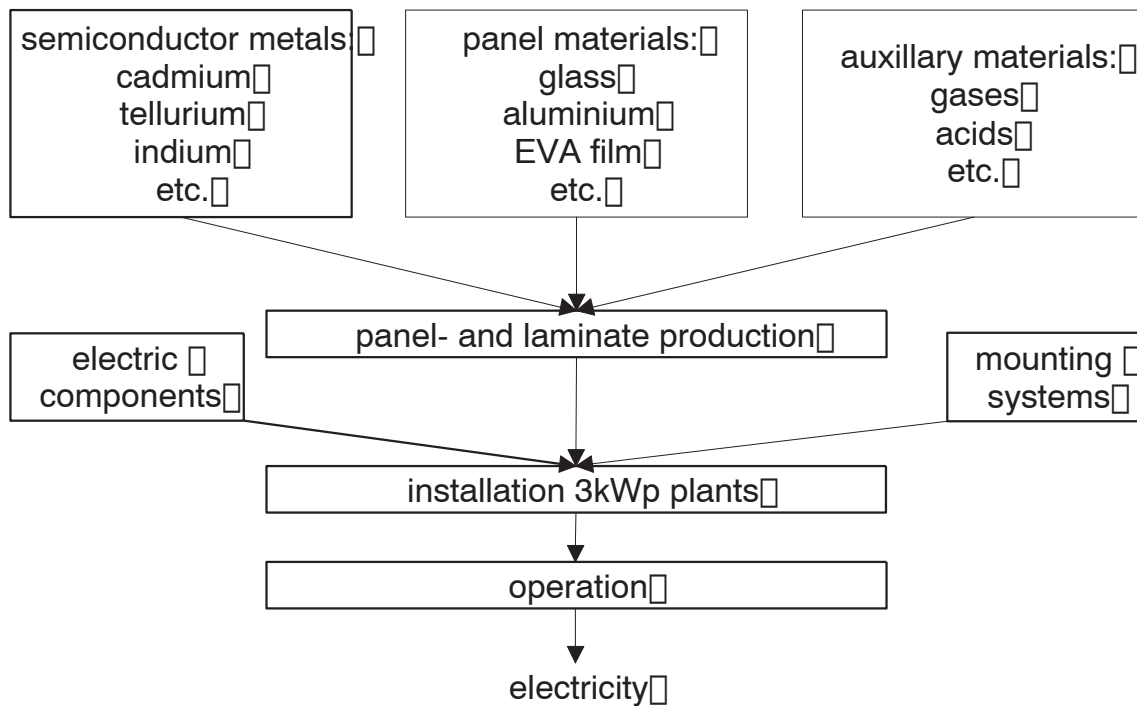 semiconductor metals:
cadmium
tellurium
indium
etc.
panel materials:
glass
aluminium
EVA film
etc.
auxillary materials:
gases
acids
etc.
panel- and laminate production
electric
components
mounting
systems
installation 3kWp plants
operation
electricity